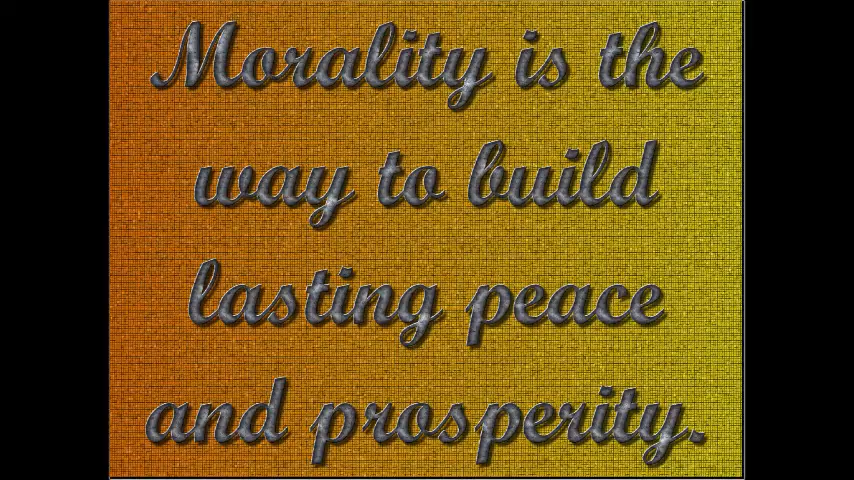 Morality is the
way to build
lasting peace
and prosperity.